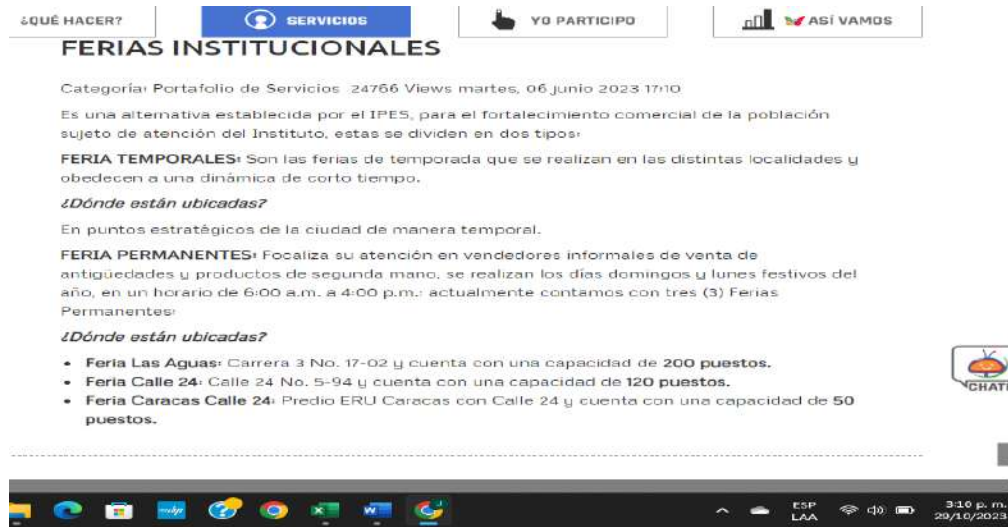 ¿QUÉ HACER?
SERVICIOS
YO PARTICIPO
ASÍ VAMOS
FERIAS INSTITUCIONALES
Categoría: Portafolio de Servicios 24766 Views martes, 06 junio 2023 17:10
Es una alternativa establecida por el IPES, para el fortalecimiento comercial de la población
sujeto de atención del Instituto, estas se dividen en dos tipos:
FERIA TEMPORALES: Son las ferias de temporada que se realizan en las distintas localidades y
obedecen a una dinámica de corto tiempo.
¿Dónde están ubicadas?
En puntos estratégicos de la ciudad de manera temporal.
FERIA PERMANENTES: Focaliza su atención en vendedores informales de venta de
antigüedades y productos de segunda mano, se realizan los días domingos y lunes festivos del
año, en un horario de 6:00 a.m. a 4:00 p.m.: actualmente contamos con tres (3) Ferias
Permanentes:
¿Dónde están ubicadas?
• Feria Las Aguas: Carrera 3 No. 17-02 y cuenta con una capacidad de 200 puestos.
• Feria Calle 24: Calle 24 No. 5-94 y cuenta con una capacidad de 120 puestos.
• Feria Caracas Calle 24: Predio ERU Caracas con Calle 24 y cuenta con una capacidad de 50
puestos.
ESP
LAA
3:10 p. m.
29/10/2023